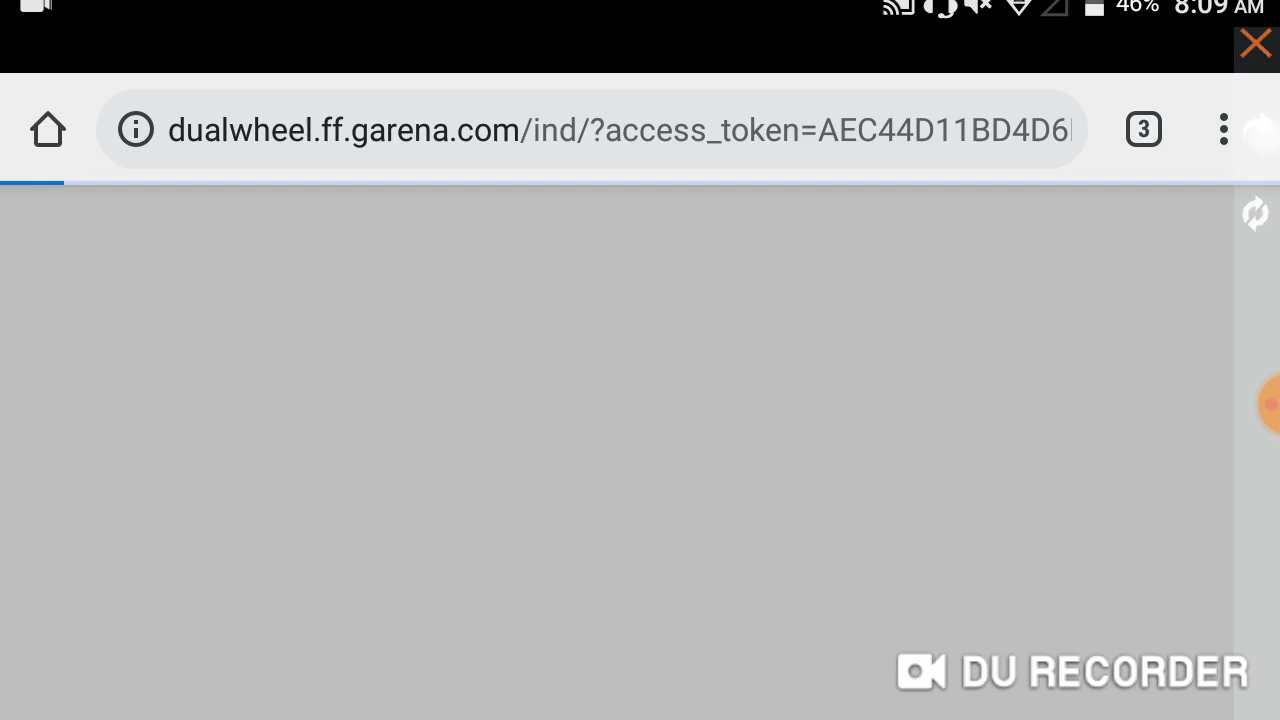 46% 8:09 AM
dualwheel.ff.garena.com/ind/?access_token=AEC44D11BD4D6
3
DU RECORDER